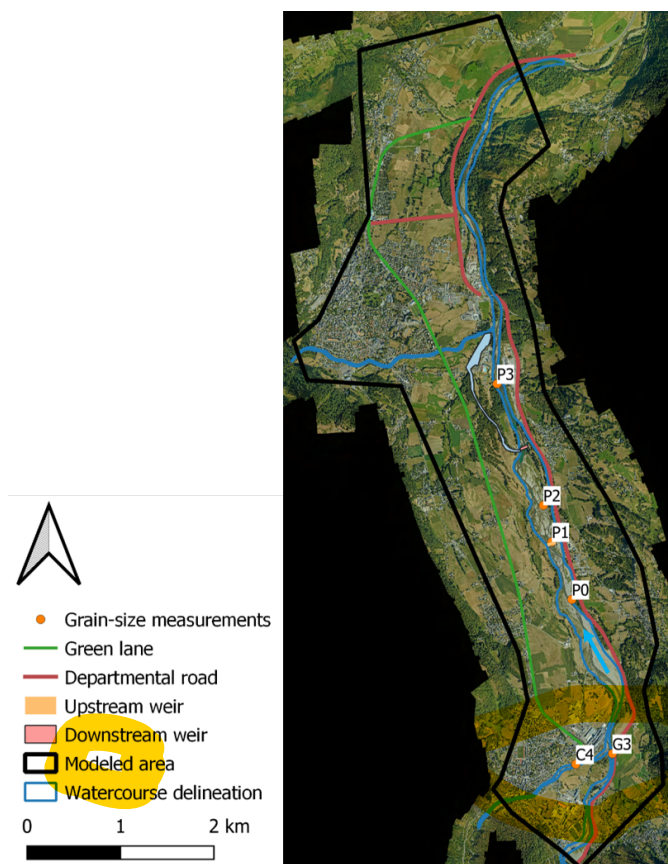 P3
P2
P1
P0
G3
C4
Grain-size measurements
Green lane
Departmental road
Upstream weir
Downstream weir
Modeled area
Watercourse delineation
0 1 2 km